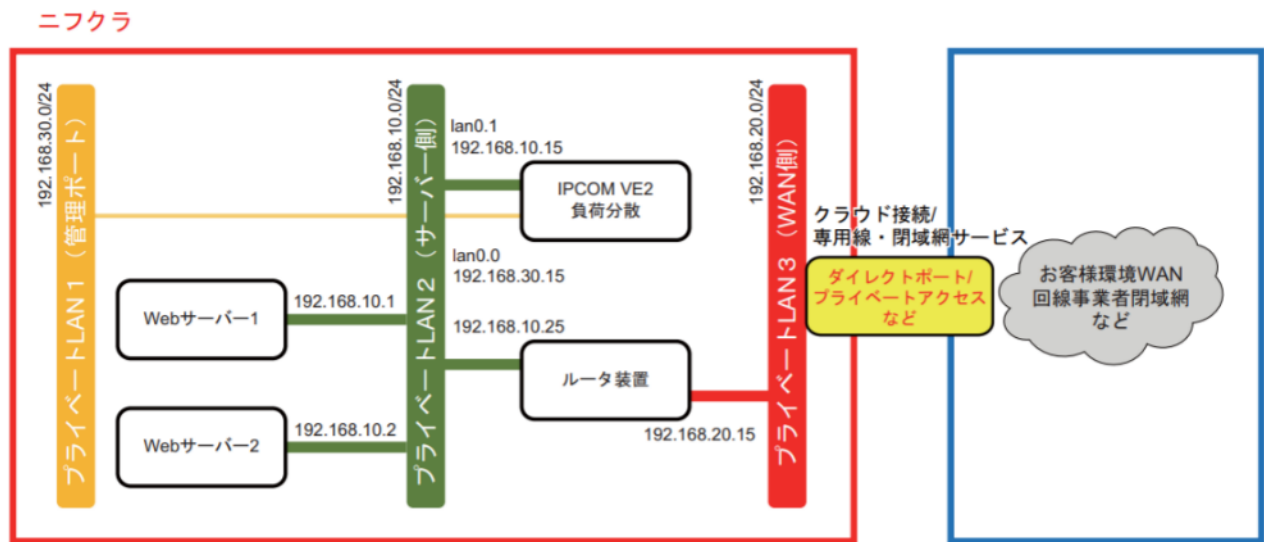 ニフクラ
192.168.30.0/24
プライベートLAN1（管理ポート）
192.168.10.0/24
プライベートLAN2（サーバー側）
lan0.1
192.168.10.15
IPCOM VE2
負荷分散
lan0.0
192.168.30.15
Webサーバー1
192.168.10.1
192.168.10.25
ルータ装置
192.168.20.15
Webサーバー2
192.168.10.2
192.168.20.0/24
プライベートLAN3（WAN側）
クラウド接続/
専用線・閉域網サービス
ダイレクトポート/
プライベートアクセス
など
お客様環境WAN
回線事業者閉域網
など